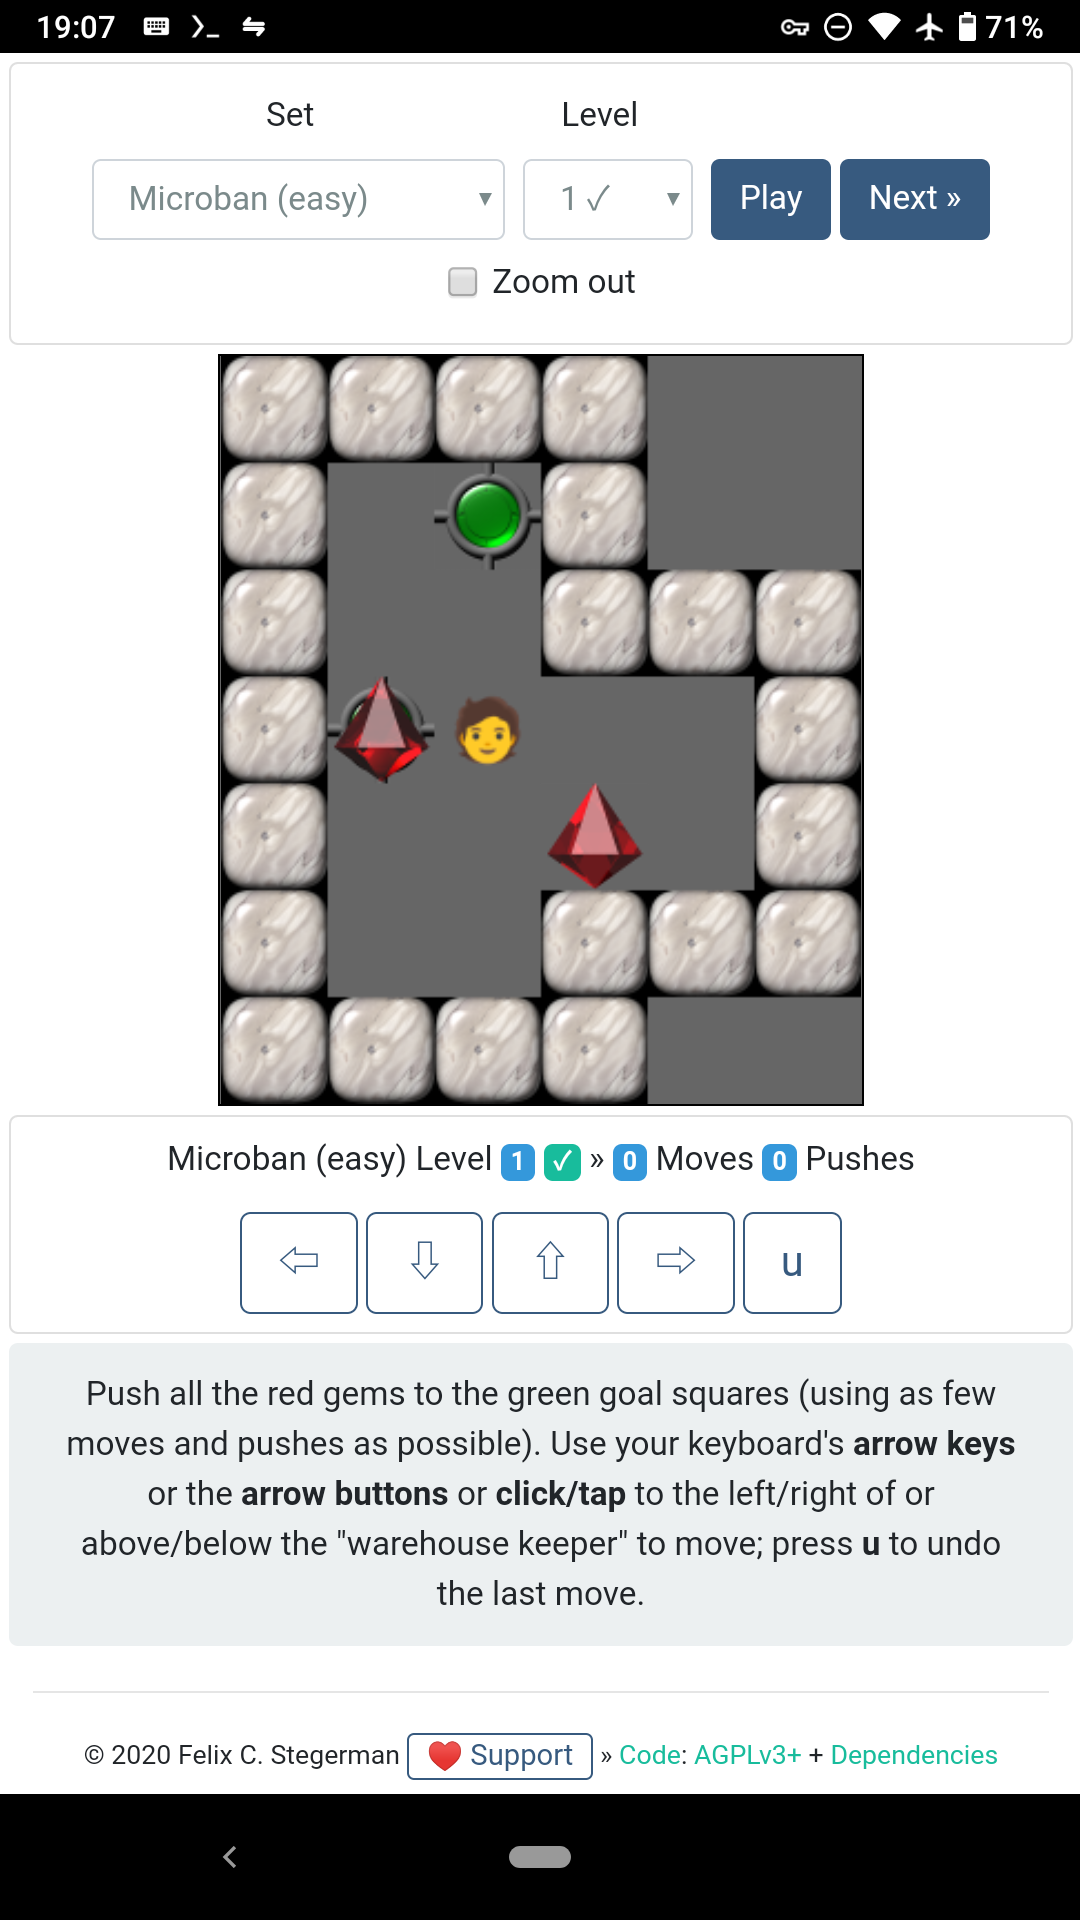 19:07 71%
Set Level
Microban (easy) ▼ 1 ✓ ▼ Play Next »
Zoom out
Microban (easy) Level 1 ✓ » 0 Moves 0 Pushes
⇦ ⇩ ⇧ ⇨ u
Push all the red gems to the green goal squares (using as few
moves and pushes as possible). Use your keyboard's arrow keys
or the arrow buttons or click/tap to the left/right of or
above/below the "warehouse keeper" to move; press u to undo
the last move.
© 2020 Felix C. Stegerman ❤️ Support » Code: AGPLv3+ + Dependencies